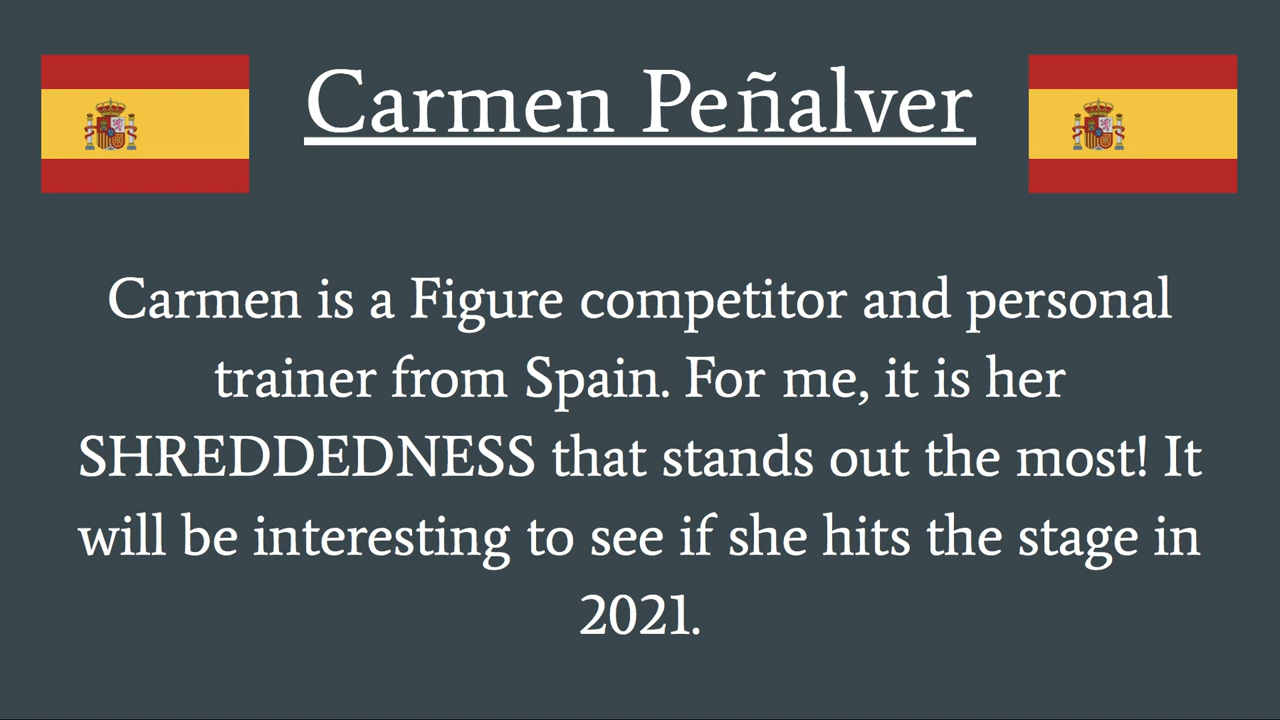 Carmen Peñalver
Carmen is a Figure competitor and personal
trainer from Spain. For me, it is her
SHREDDEDNESS that stands out the most! It
will be interesting to see if she hits the stage in
2021.